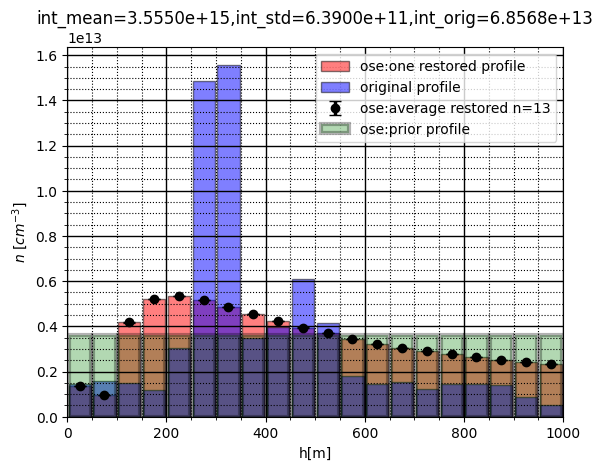 int_mean=3.5550e+15,int_std=6.3900e+11,int_orig=6.8568e+13
1e13
ose:one restored profile
original profile
ose:average restored n=13
ose:prior profile
1.6
1.4
1.2
1.0
0.8
0.6
0.4
0.2
0.0
n [cm⁻³]
0 200 400 600 800 1000
h[m]